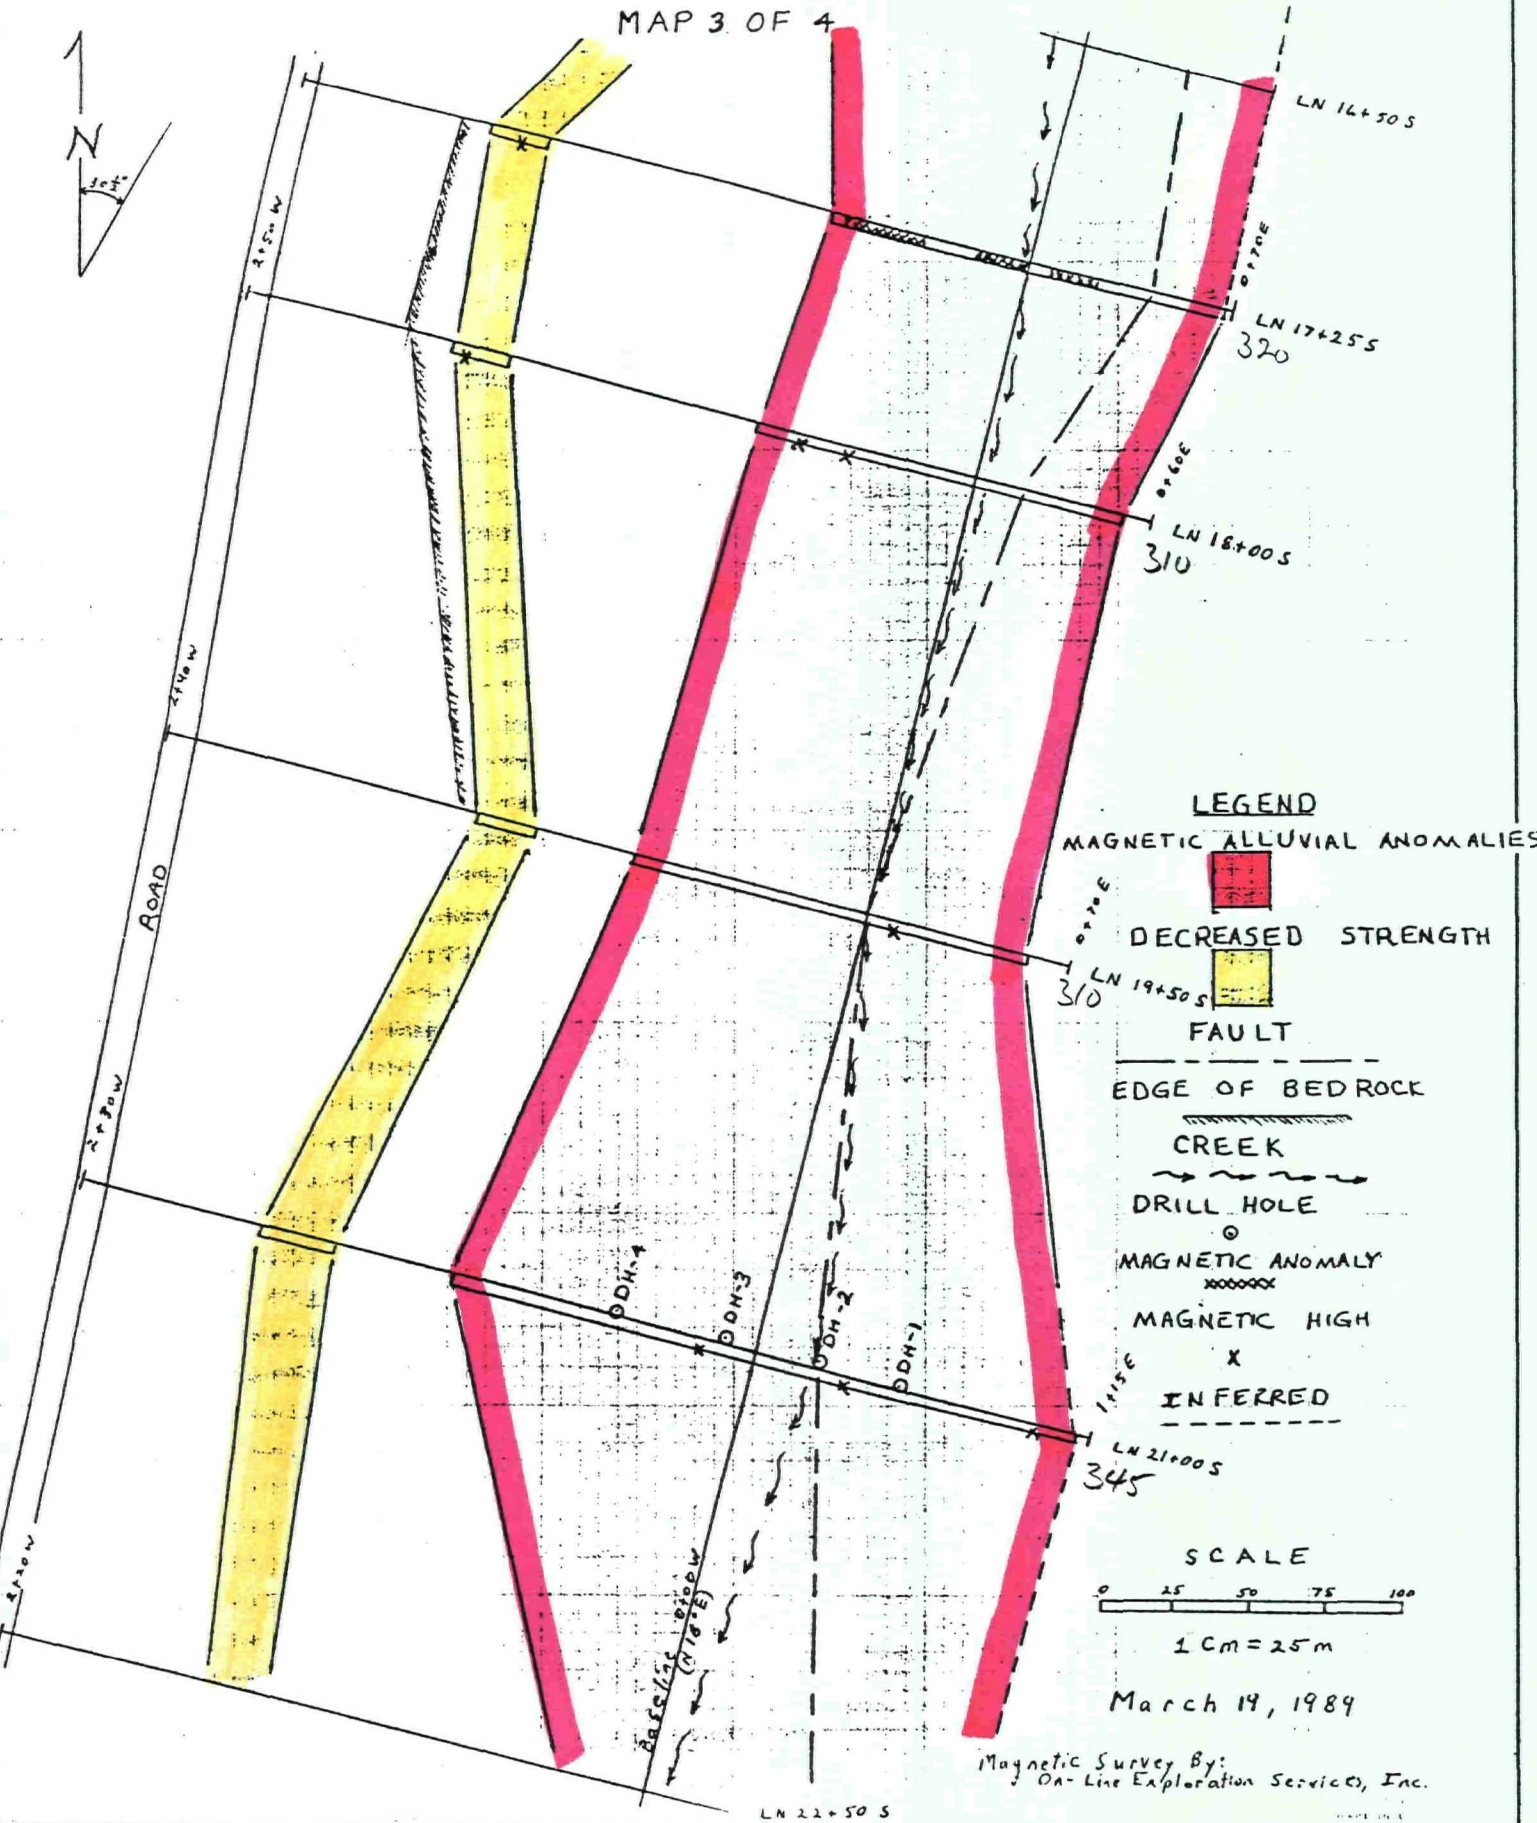 MAP 3 OF 4
N
30½°
LN 16+50 S
2+50W
0+70E
LN 17+25 S
320
0+60E
LN 18+00 S
310
2+40W
ROAD
0+70E
LN 19+50 S
310
2+30W
DH-4
DH-3
DH-2
DH-1
1+15E
LN 21+00 S
345
2+20W
Baseline 0+00W
(N18°E)
LN 22+50 S
LEGEND
MAGNETIC ALLUVIAL ANOMALIES
DECREASED STRENGTH
FAULT
EDGE OF BEDROCK
CREEK
DRILL HOLE
MAGNETIC ANOMALY
MAGNETIC HIGH
X
INFERRED
SCALE
0 25 50 75 100
1 Cm = 25 m
March 19, 1989
Magnetic Survey By:
On-Line Exploration Services, Inc.